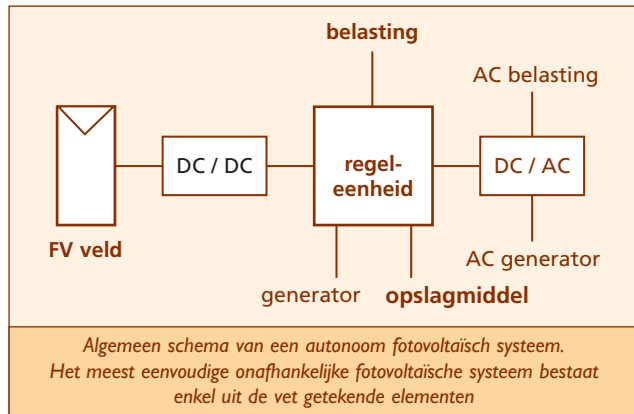 belasting
AC belasting
DC / DC
regel-
eenheid
DC / AC
FV veld
generator
opslagmiddel
AC generator
Algemeen schema van een autonoom fotovoltaïsch systeem.
Het meest eenvoudige onafhankelijke fotovoltaïsche systeem bestaat
enkel uit de vet getekende elementen